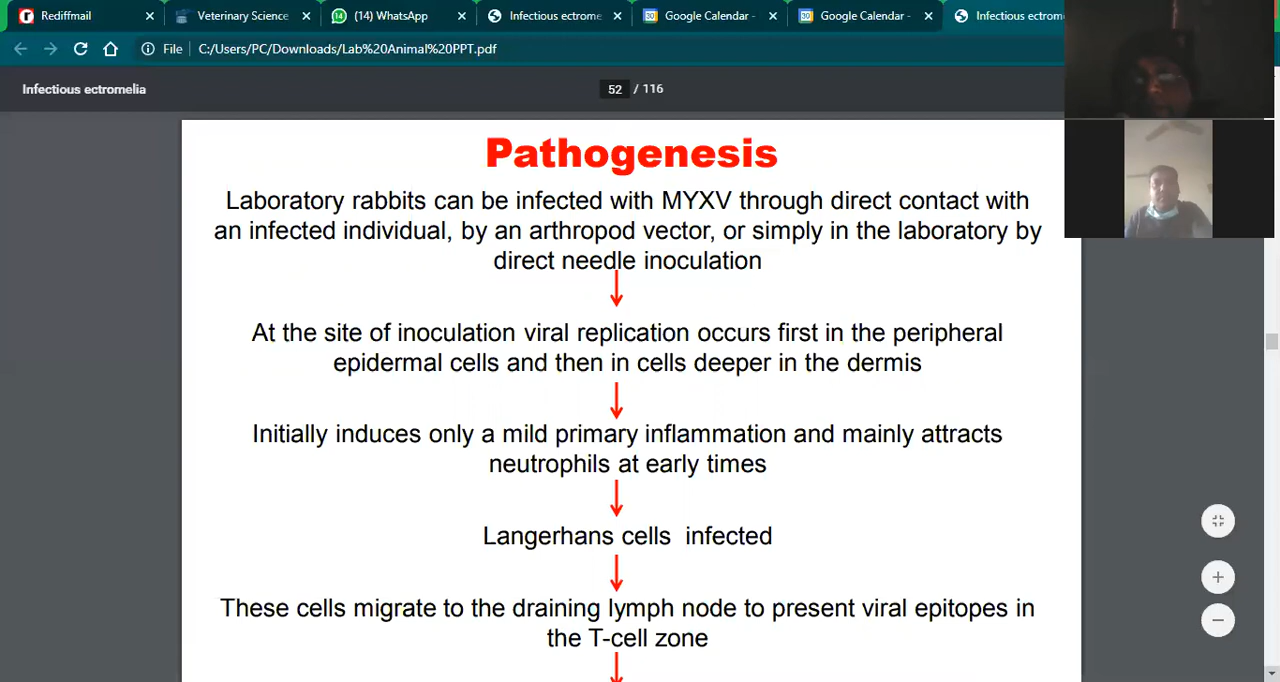 Rediffmail
Veterinary Science
(14) WhatsApp
Infectious ectrome
Google Calendar -
Google Calendar -
Infectious ectrom
File
C:/Users/PC/Downloads/Lab%20Animal%20PPT.pdf
Infectious ectromelia
52 / 116
Pathogenesis
Laboratory rabbits can be infected with MYXV through direct contact with
an infected individual, by an arthropod vector, or simply in the laboratory by
direct needle inoculation
At the site of inoculation viral replication occurs first in the peripheral
epidermal cells and then in cells deeper in the dermis
Initially induces only a mild primary inflammation and mainly attracts
neutrophils at early times
Langerhans cells infected
These cells migrate to the draining lymph node to present viral epitopes in
the T-cell zone